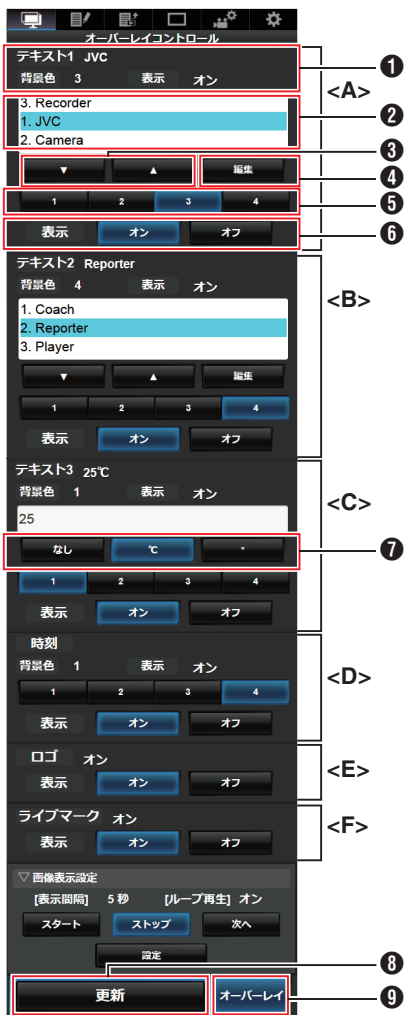 オーバーレイコントロール
テキスト1 JVC
背景色 3 表示 オン
❶
<A>
3. Recorder
1. JVC
2. Camera
❷
❸
▼ ▲ 編集
❹
1 2 3 4
❺
表示 オン オフ
❻
テキスト2 Reporter
背景色 4 表示 オン
1. Coach
2. Reporter
3. Player
<B>
▼ ▲ 編集
1 2 3 4
表示 オン オフ
テキスト3 25℃
背景色 1 表示 オン
25
<C>
なし ℃ °
❼
1 2 3 4
表示 オン オフ
時刻
背景色 1 表示 オン
<D>
1 2 3 4
表示 オン オフ
ロゴ オン
<E>
表示 オン オフ
ライブマーク オン
<F>
表示 オン オフ
▽ 画像表示設定
[表示間隔] 5 秒 [ループ再生] オン
スタート ストップ 次へ
設定
❽
更新 オーバーレイ
❾